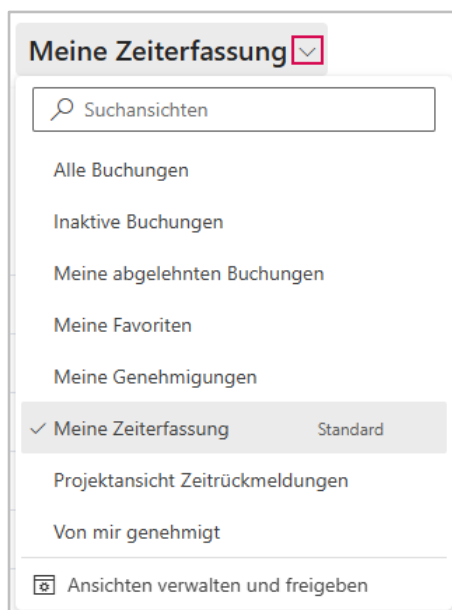 Meine Zeiterfassung
Suchansichten
Alle Buchungen
Inaktive Buchungen
Meine abgelehnten Buchungen
Meine Favoriten
Meine Genehmigungen
Meine Zeiterfassung Standard
Projektansicht Zeitrückmeldungen
Von mir genehmigt
Ansichten verwalten und freigeben